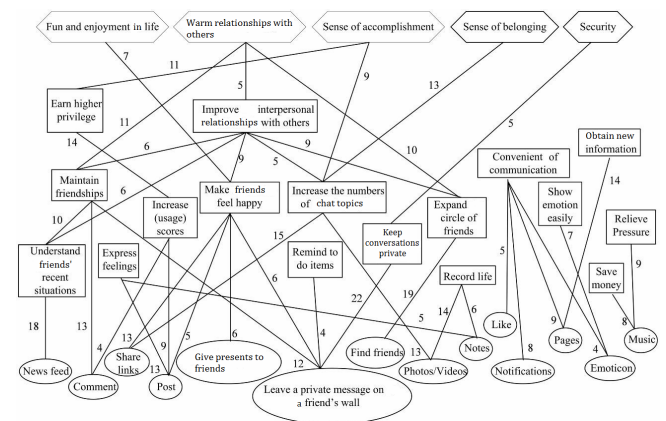 Fun and enjoyment in life
Warm relationships with
others
Sense of accomplishment
Sense of belonging
Security
7
11
5
9
13
Earn higher
privilege
11
Improve interpersonal
relationships with others
5
10
Obtain new
information
14
6
9
5
9
Convenient of
communication
14
Maintain
friendships
6
Make friends
feel happy
Increase the numbers
of chat topics
Expand
circle of
friends
Show
emotion
easily
Increase
(usage)
scores
10
15
Keep
conversations
private
7
Relieve
Pressure
Understand
friends'
recent
situations
Express
feelings
Remind to
do items
5
6
Record life
Save
money
9
22
19
5
14
6
18
13
13
5
6
4
9
8
Like
Pages
Music
4
9
Share
links
Give presents to
friends
Find friends
13
Notes
8
4
12
News feed
Comment
13
Post
Leave a private message on
a friend's wall
Photos/Videos
Notifications
Emoticon